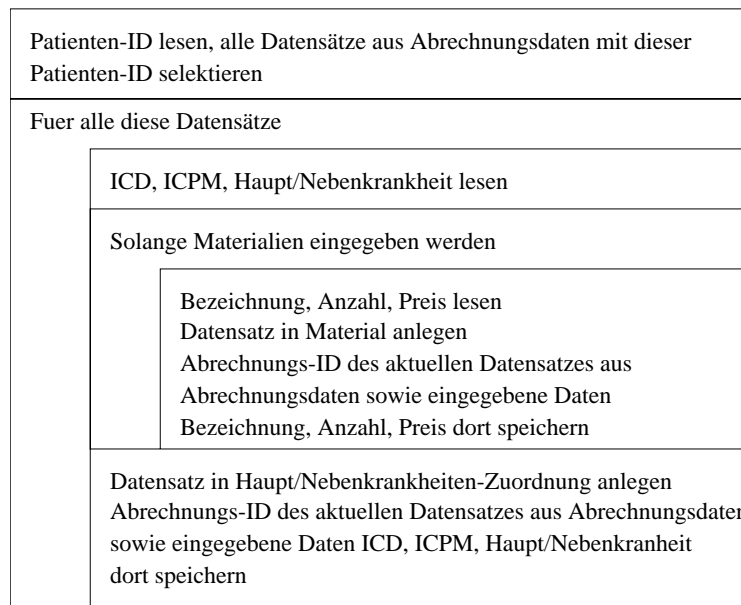 Patienten-ID lesen, alle Datensätze aus Abrechnungsdaten mit dieser
Patienten-ID selektieren
Fuer alle diese Datensätze
ICD, ICPM, Haupt/Nebenkrankheit lesen
Solange Materialien eingegeben werden
Bezeichnung, Anzahl, Preis lesen
Datensatz in Material anlegen
Abrechnungs-ID des aktuellen Datensatzes aus
Abrechnungsdaten sowie eingegebene Daten
Bezeichnung, Anzahl, Preis dort speichern
Datensatz in Haupt/Nebenkrankheiten-Zuordnung anlegen
Abrechnungs-ID des aktuellen Datensatzes aus Abrechnungsdaten
sowie eingegebene Daten ICD, ICPM, Haupt/Nebenkranheit
dort speichern